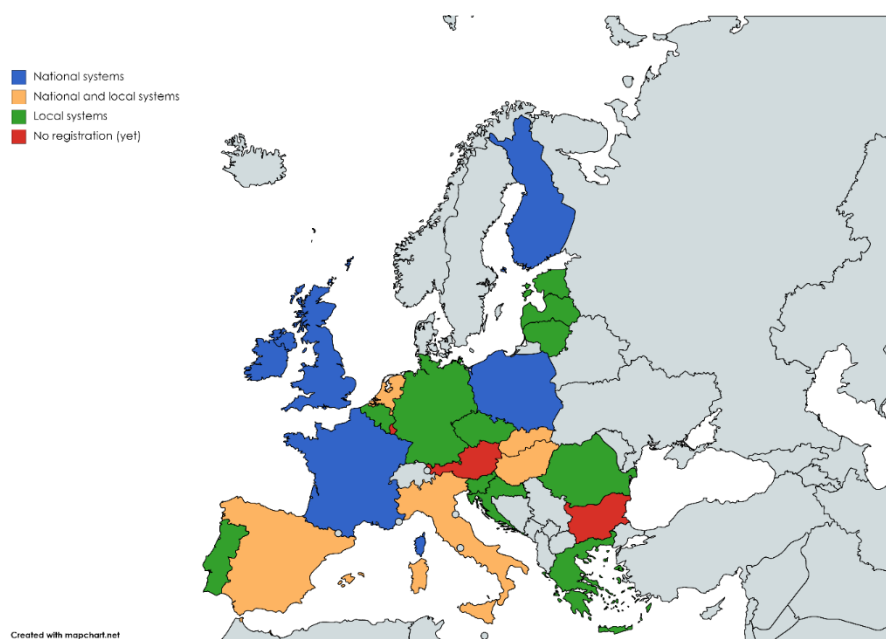 National systems
National and local systems
Local systems
No registration (yet)
Created with mapchart.net